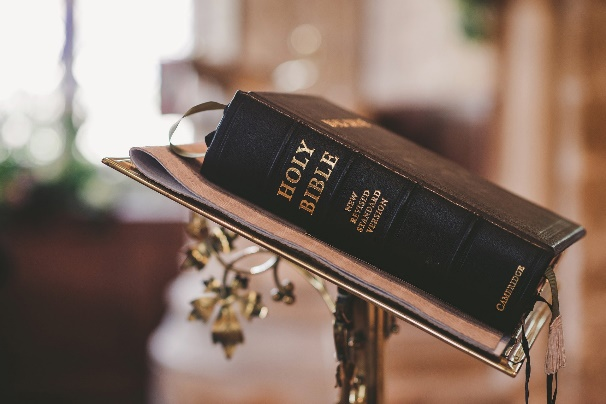 HOLY
BIBLE
NEW
REVISED
STANDARD
VERSION
CAMBRIDGE